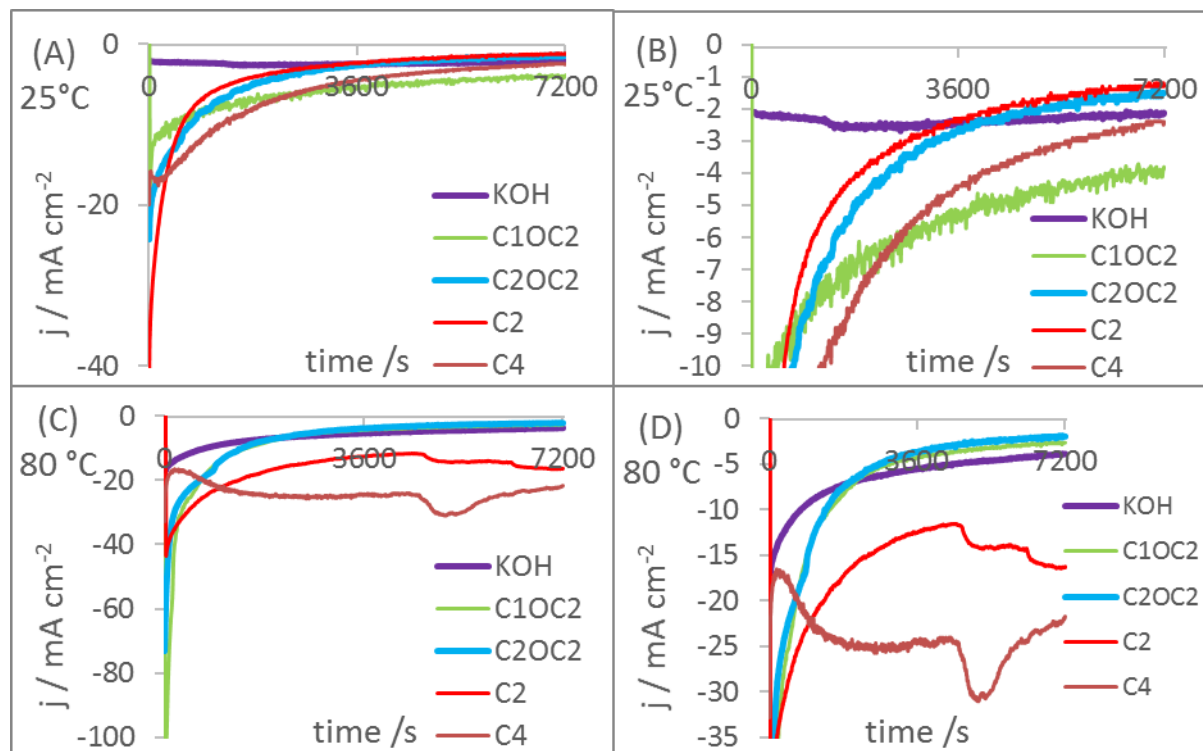 (A)
25°C
0
-20
-40
0
3600
7200
j / mA cm⁻²
time /s
KOH
C1OC2
C2OC2
C2
C4
(B)
25°C
0
-1
-2
-3
-4
-5
-6
-7
-8
-9
-10
0
3600
7200
j / mA cm⁻²
time /s
KOH
C1OC2
C2OC2
C2
C4
(C)
80 °C
0
-20
-40
-60
-80
-100
0
3600
7200
j / mA cm⁻²
time /s
KOH
C1OC2
C2OC2
C2
C4
(D)
80 °C
0
-5
-10
-15
-20
-25
-30
-35
0
3600
7200
j / mA cm⁻²
time /s
KOH
C1OC2
C2OC2
C2
C4